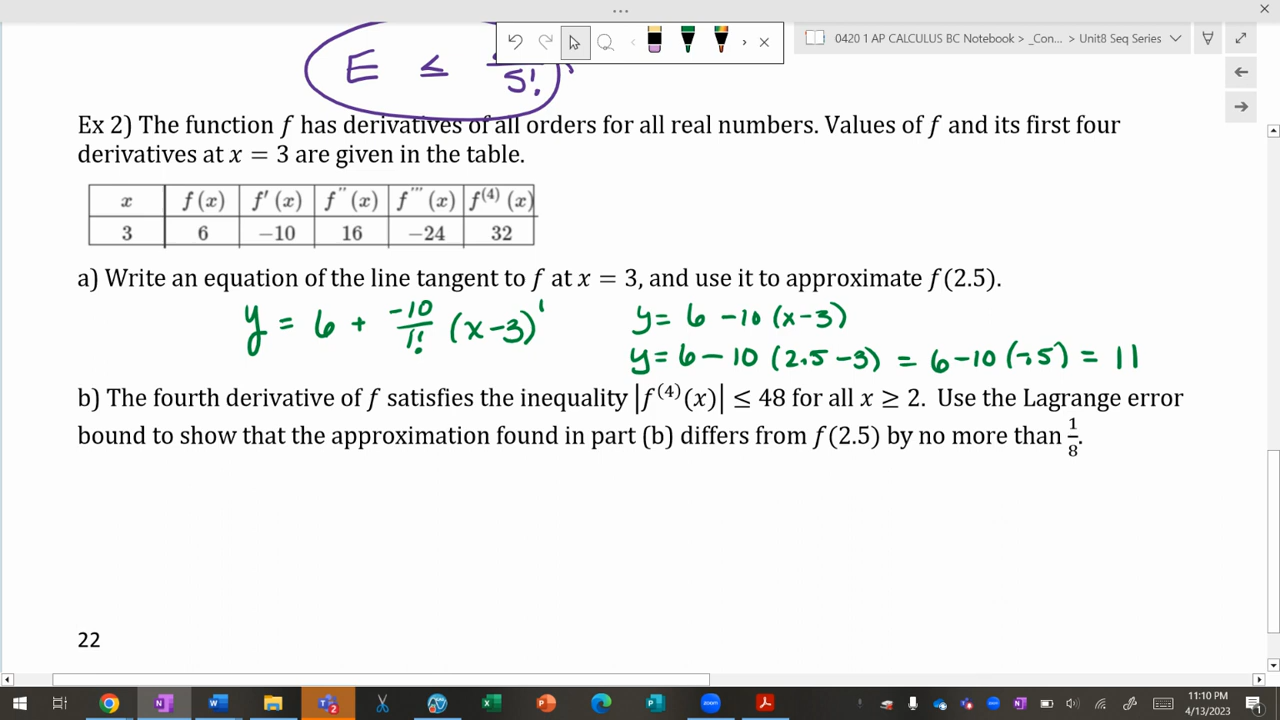 0420 1 AP CALCULUS BC Notebook > _Con... > Unit8 Seq Series
E ≤ 5!
Ex 2) The function f has derivatives of all orders for all real numbers. Values of f and its first four
derivatives at x = 3 are given in the table.
x f(x) f'(x) f''(x) f'''(x) f⁽⁴⁾(x)
3 6 −10 16 −24 32
a) Write an equation of the line tangent to f at x = 3, and use it to approximate f(2.5).
y = 6 + -10/1! (x-3)¹
y = 6 -10 (x-3)
y = 6 - 10 (2.5 -3) = 6 -10 (-.5) = 11
b) The fourth derivative of f satisfies the inequality |f⁽⁴⁾(x)| ≤ 48 for all x ≥ 2. Use the Lagrange error
bound to show that the approximation found in part (b) differs from f(2.5) by no more than 1/8.
22
11:10 PM
4/13/2023